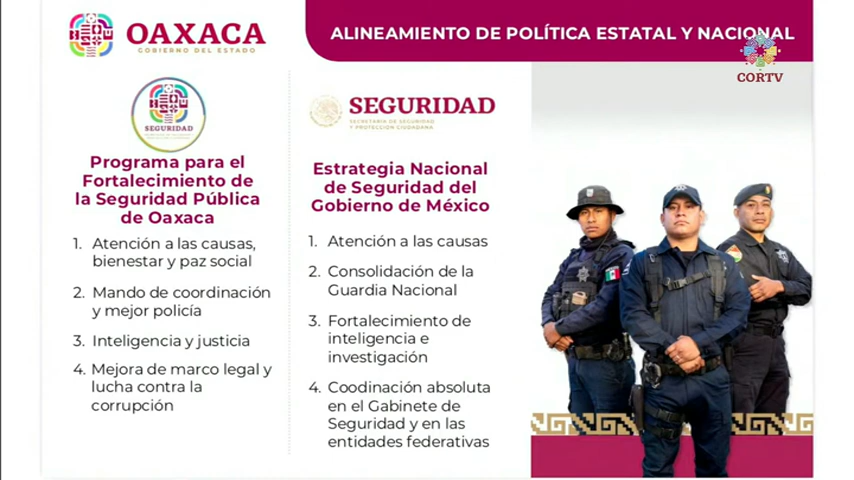 OAXACA
GOBIERNO DEL ESTADO
ALINEAMIENTO DE POLÍTICA ESTATAL Y NACIONAL
CORTV
SEGURIDAD
Programa para el
Fortalecimiento de
la Seguridad Pública
de Oaxaca
1. Atención a las causas,
bienestar y paz social
2. Mando de coordinación
y mejor policía
3. Inteligencia y justicia
4. Mejora de marco legal y
lucha contra la
corrupción
SEGURIDAD
SECRETARÍA DE SEGURIDAD
Y PROTECCIÓN CIUDADANA
Estrategia Nacional
de Seguridad del
Gobierno de México
1. Atención a las causas
2. Consolidación de la
Guardia Nacional
3. Fortalecimiento de
inteligencia e
investigación
4. Coodinación absoluta
en el Gabinete de
Seguridad y en las
entidades federativas